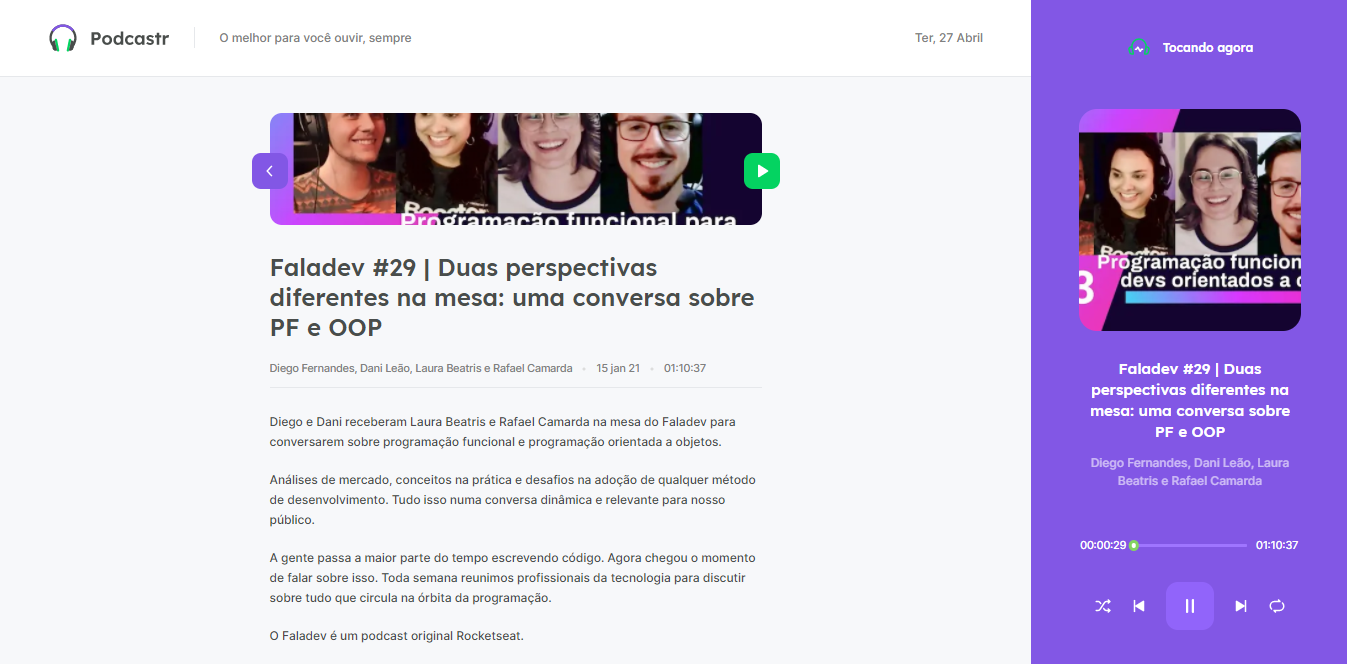 Podcastr
O melhor para você ouvir, sempre
Ter, 27 Abril
Programação funcional para
Faladev #29 | Duas perspectivas
diferentes na mesa: uma conversa sobre
PF e OOP
Diego Fernandes, Dani Leão, Laura Beatris e Rafael Camarda
15 jan 21
01:10:37
Diego e Dani receberam Laura Beatris e Rafael Camarda na mesa do Faladev para
conversarem sobre programação funcional e programação orientada a objetos.
Análises de mercado, conceitos na prática e desafios na adoção de qualquer método
de desenvolvimento. Tudo isso numa conversa dinâmica e relevante para nosso
público.
A gente passa a maior parte do tempo escrevendo código. Agora chegou o momento
de falar sobre isso. Toda semana reunimos profissionais da tecnologia para discutir
sobre tudo que circula na órbita da programação.
O Faladev é um podcast original Rocketseat.
Tocando agora
Programação funcion
devs orientados a
3
Faladev #29 | Duas
perspectivas diferentes na
mesa: uma conversa sobre
PF e OOP
Diego Fernandes, Dani Leão, Laura
Beatris e Rafael Camarda
00:00:29
01:10:37